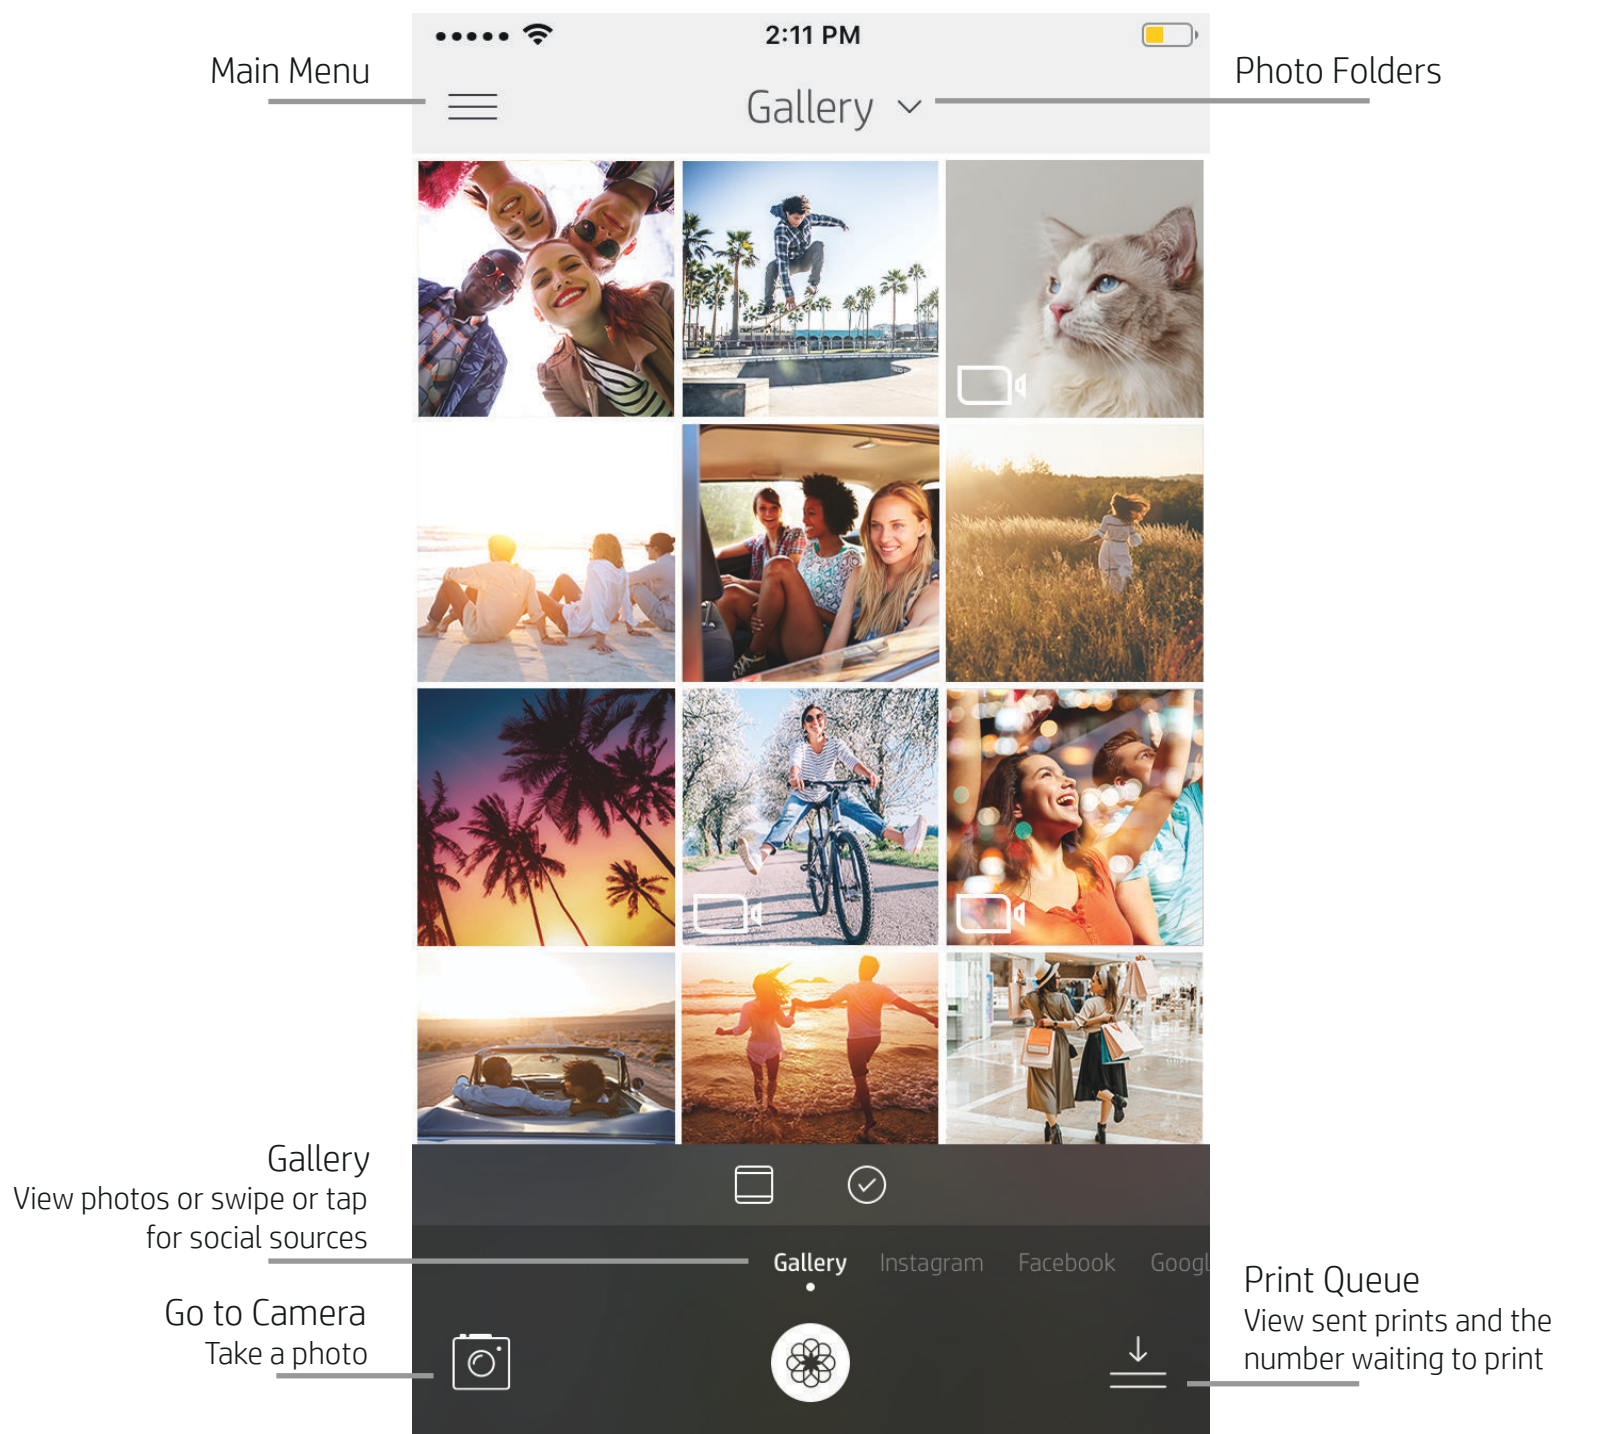 2:11 PM
Main Menu
Photo Folders
Gallery
Gallery
View photos or swipe or tap
for social sources
Gallery Instagram Facebook Googl
Go to Camera
Take a photo
Print Queue
View sent prints and the
number waiting to print